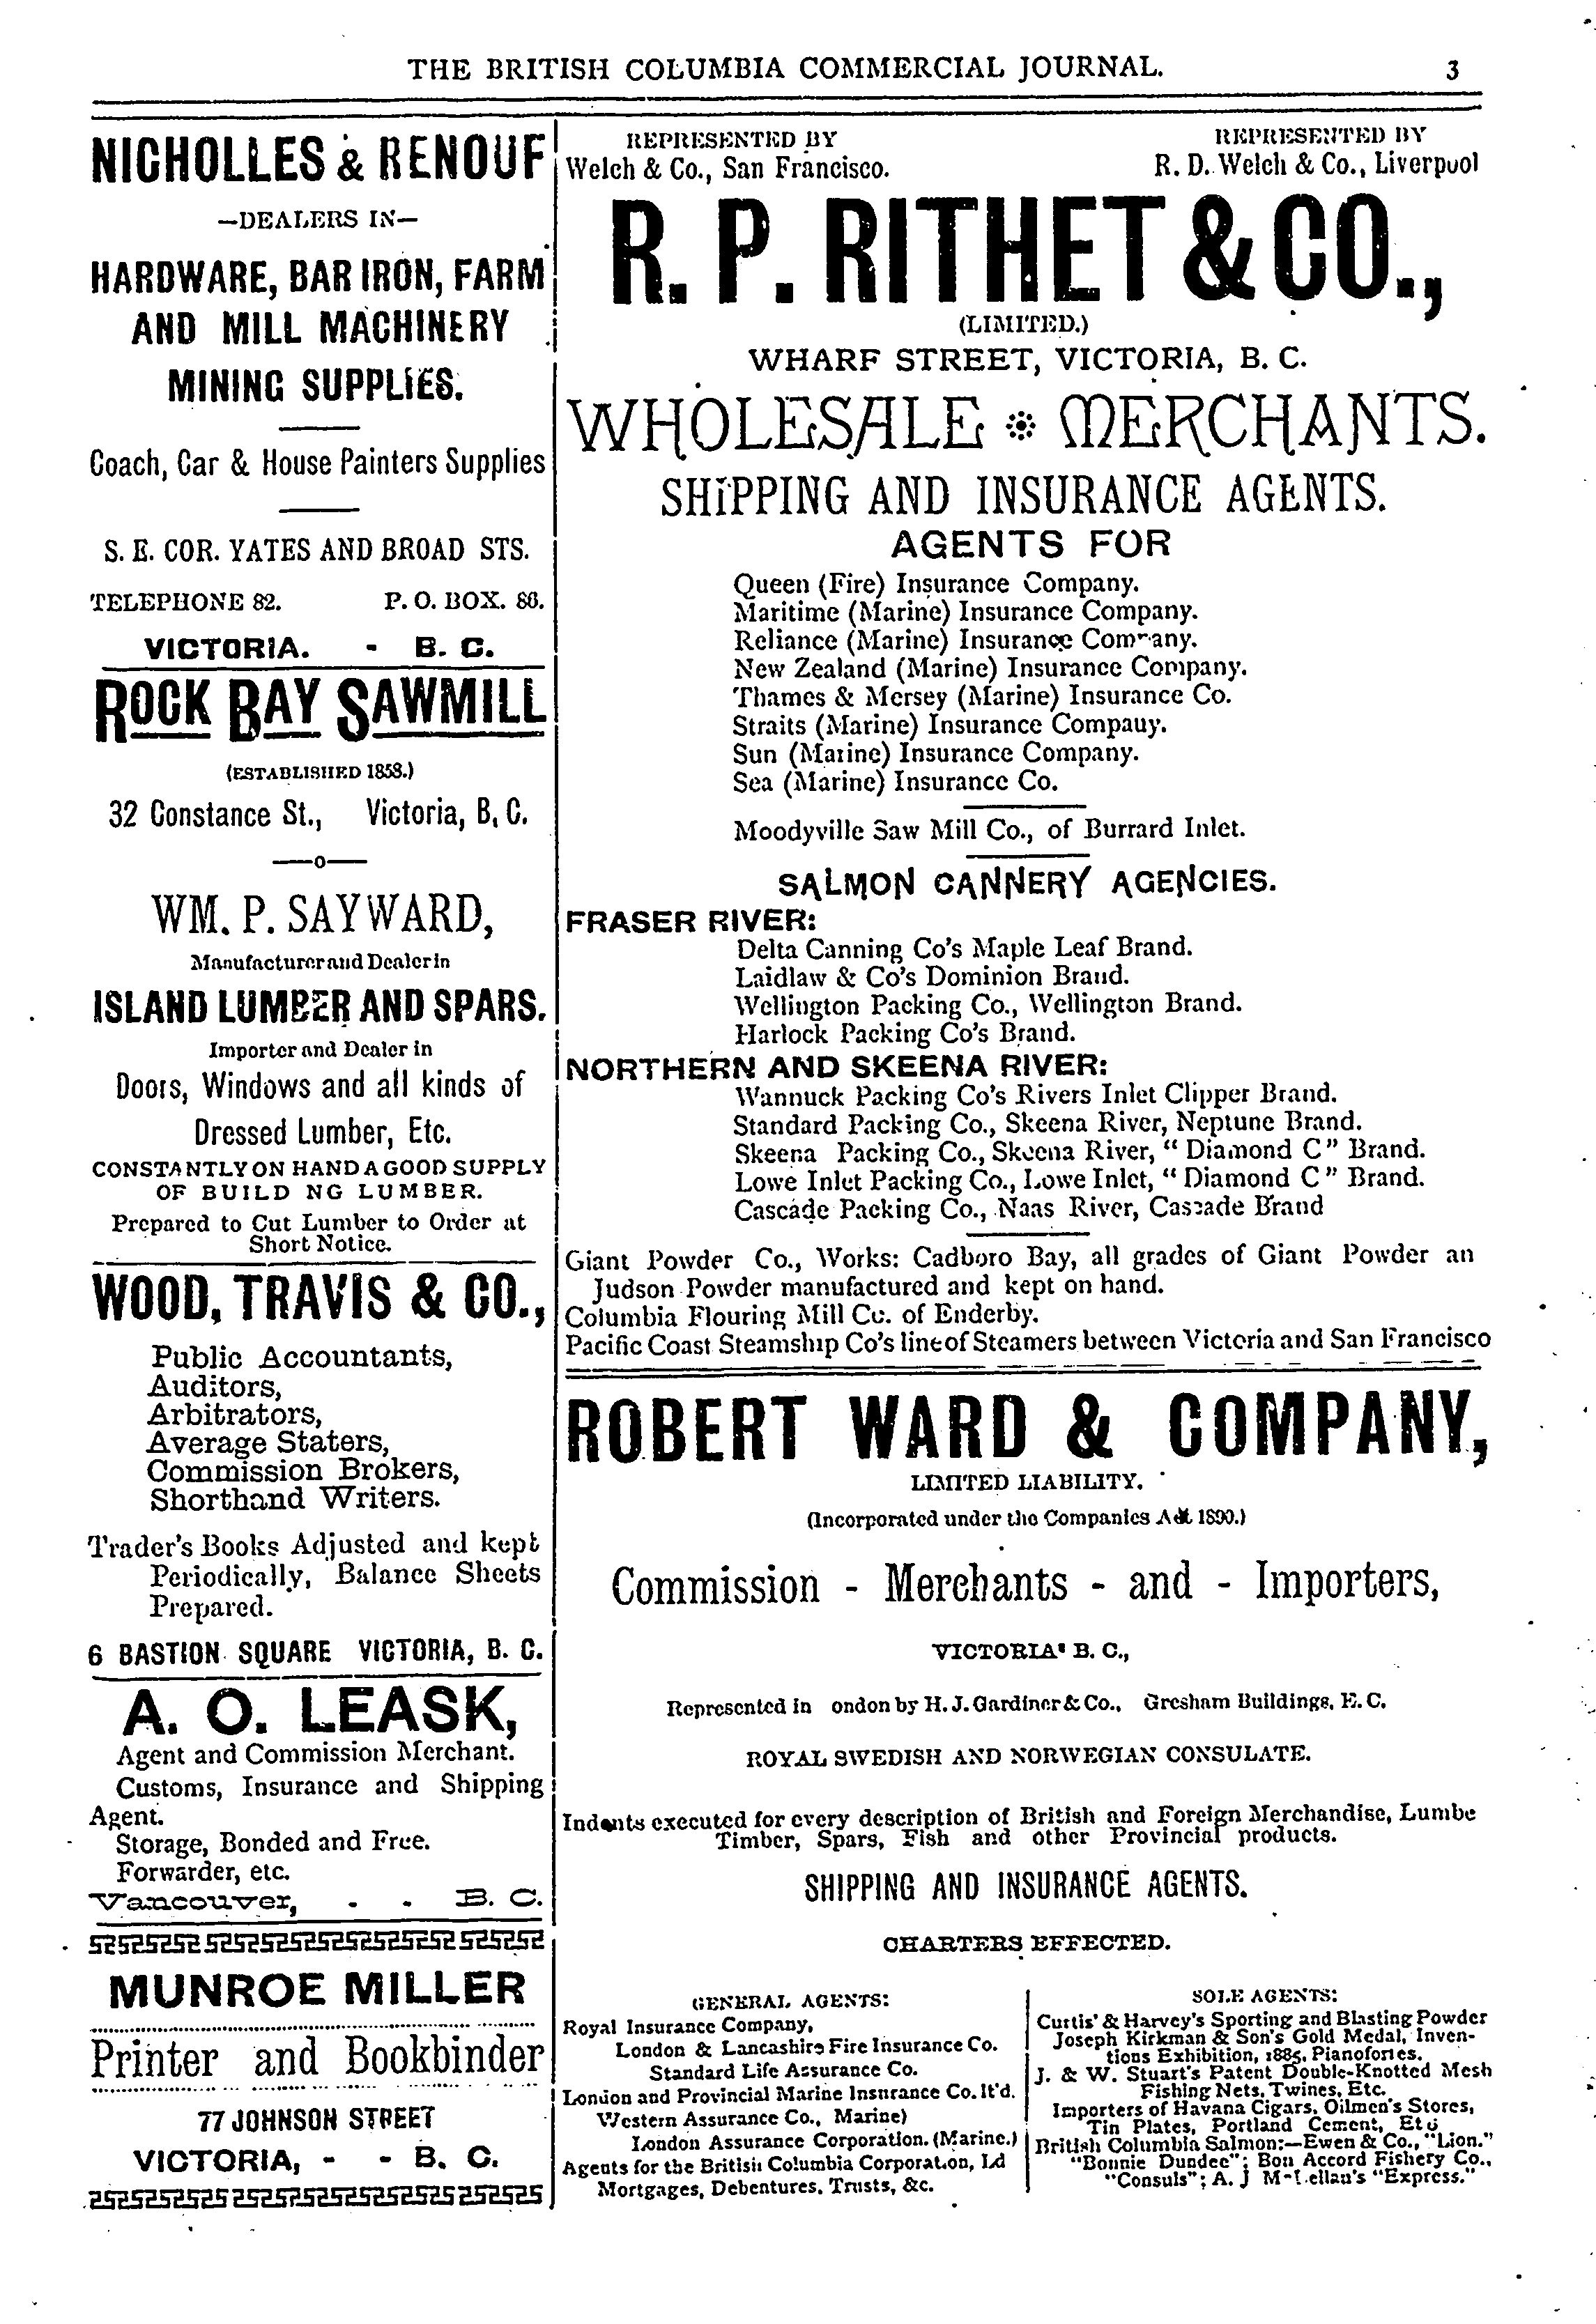 THE BRITISH COLUMBIA COMMERCIAL JOURNAL. 3
NICHOLLES & RENOUF
—DEALERS IN—
HARDWARE, BAR IRON, FARM
AND MILL MACHINERY
MINING SUPPLIES.
Coach, Car & House Painters Supplies
S. E. COR. YATES AND BROAD STS.
TELEPHONE 82. P. O. BOX. 86.
VICTORIA. - B. C.
ROCK BAY SAWMILL
(ESTABLISHED 1858.)
32 Constance St., Victoria, B. C.
—o—
WM. P. SAYWARD,
Manufacturer and Dealer in
ISLAND LUMBER AND SPARS.
Importer and Dealer in
Doors, Windows and all kinds of
Dressed Lumber, Etc.
CONSTANTLY ON HAND A GOOD SUPPLY
OF BUILD NG LUMBER.
Prepared to Cut Lumber to Order at
Short Notice.
WOOD, TRAVIS & CO.,
Public Accountants,
Auditors,
Arbitrators,
Average Staters,
Commission Brokers,
Shorthand Writers.
Trader's Books Adjusted and kept
Periodically, Balance Sheets
Prepared.
6 BASTION SQUARE VICTORIA, B. C.
A. O. LEASK,
Agent and Commission Merchant.
Customs, Insurance and Shipping
Agent.
Storage, Bonded and Free.
Forwarder, etc.
Vancouver, - - B. C.
MUNROE MILLER
Printer and Bookbinder
77 JOHNSON STREET
VICTORIA, - - B. C.
REPRESENTED BY REPRESENTED BY
Welch & Co., San Francisco. R. D. Welch & Co., Liverpool
R. P. RITHET & CO.,
(LIMITED.)
WHARF STREET, VICTORIA, B. C.
WHOLESALE MERCHANTS.
SHIPPING AND INSURANCE AGENTS.
AGENTS FOR
Queen (Fire) Insurance Company.
Maritime (Marine) Insurance Company.
Reliance (Marine) Insurance Company.
New Zealand (Marine) Insurance Company.
Thames & Mersey (Marine) Insurance Co.
Straits (Marine) Insurance Compauy.
Sun (Marine) Insurance Company.
Sea (Marine) Insurance Co.
Moodyville Saw Mill Co., of Burrard Inlet.
SALMON CANNERY AGENCIES.
FRASER RIVER:
Delta Canning Co's Maple Leaf Brand.
Laidlaw & Co's Dominion Brand.
Wellington Packing Co., Wellington Brand.
Harlock Packing Co's Brand.
NORTHERN AND SKEENA RIVER:
Wannuck Packing Co's Rivers Inlet Clipper Brand.
Standard Packing Co., Skeena River, Neptune Brand.
Skeena Packing Co., Skeena River, "Diamond C" Brand.
Lowe Inlet Packing Co., Lowe Inlet, "Diamond C" Brand.
Cascade Packing Co., Naas River, Cascade Brand
Giant Powder Co., Works: Cadboro Bay, all grades of Giant Powder an
Judson Powder manufactured and kept on hand.
Columbia Flouring Mill Co. of Enderby.
Pacific Coast Steamship Co's line of Steamers between Victoria and San Francisco
ROBERT WARD & COMPANY,
LIMITED LIABILITY.
(Incorporated under the Companies Act 1890.)
Commission - Merchants - and - Importers,
VICTORIA' B. C.,
Represented in ondon by H. J. Gardiner & Co., Gresham Buildings, E. C.
ROYAL SWEDISH AND NORWEGIAN CONSULATE.
Indents executed for every description of British and Foreign Merchandise, Lumbe
Timber, Spars, Fish and other Provincial products.
SHIPPING AND INSURANCE AGENTS.
CHARTERS EFFECTED.
GENERAL AGENTS:
Royal Insurance Company,
London & Lancashire Fire Insurance Co.
Standard Life Assurance Co.
London and Provincial Marine Insurance Co. lt'd.
Western Assurance Co., Marine)
London Assurance Corporation. (Marine.)
Agents for the British Columbia Corporation, Ld
Mortgages, Debentures, Trusts, &c.
SOLE AGENTS:
Curtis' & Harvey's Sporting and Blasting Powder
Joseph Kirkman & Son's Gold Medal, Inven-
tions Exhibition, 1885, Pianofortes.
J. & W. Stuart's Patent Double-Knotted Mesh
Fishing Nets, Twines, Etc.
Importers of Havana Cigars, Oilmen's Stores,
Tin Plates, Portland Cement, Etc
British Columbia Salmon:—Ewen & Co., "Lion."
"Bonnie Dundee"; Bon Accord Fishery Co.,
"Consuls"; A. J "Express."